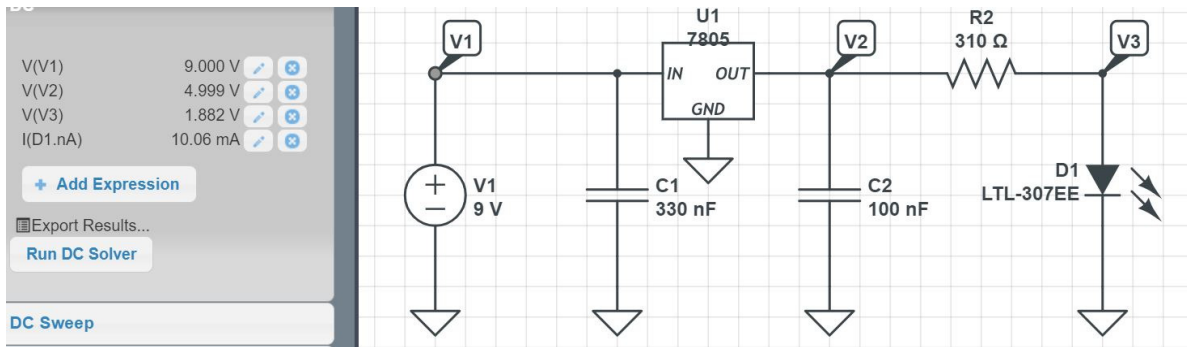 DC
V(V1) 9.000 V
V(V2) 4.999 V
V(V3) 1.882 V
I(D1.nA) 10.06 mA
+ Add Expression
Export Results...
Run DC Solver
DC Sweep
V1
U1
7805
IN OUT
GND
V2
R2
310 Ω
V3
+
−
V1
9 V
C1
330 nF
C2
100 nF
D1
LTL-307EE